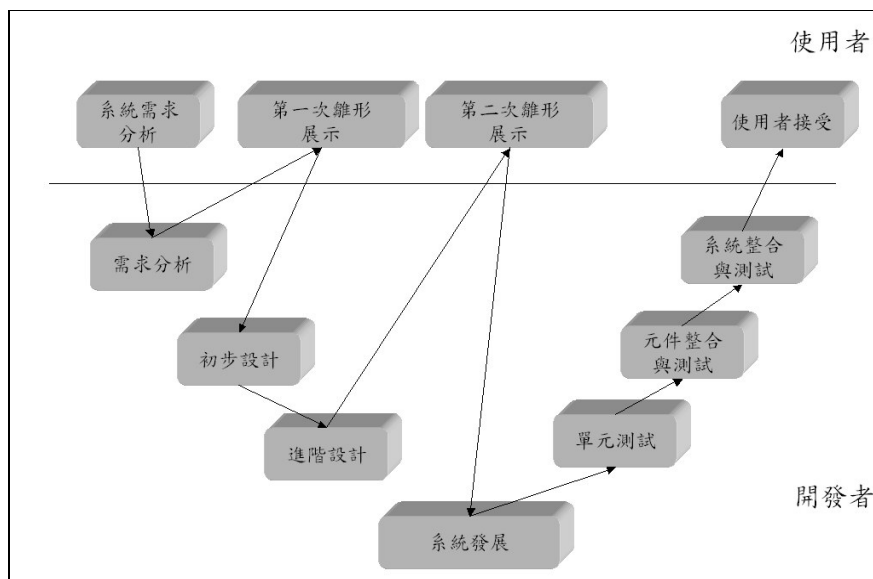 使用者
系統需求
分析
第一次雛形
展示
第二次雛形
展示
使用者接受
需求分析
系統整合
與測試
初步設計
元件整合
與測試
進階設計
單元測試
系統發展
開發者